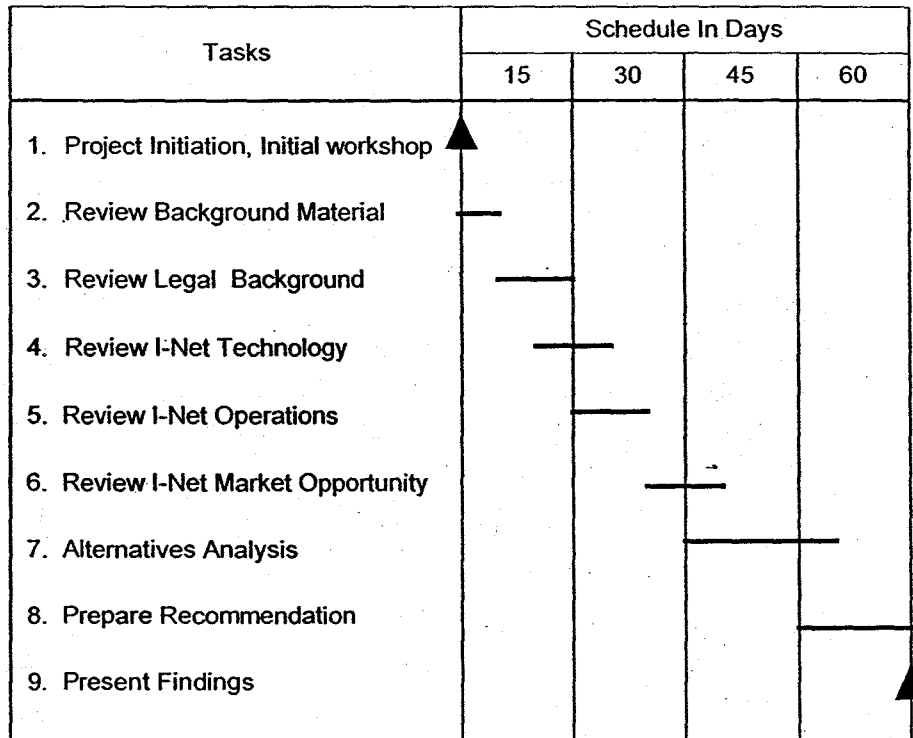 Tasks
Schedule In Days
15 30 45 60
1. Project Initiation, Initial workshop
2. Review Background Material
3. Review Legal Background
4. Review I-Net Technology
5. Review I-Net Operations
6. Review I-Net Market Opportunity
7. Alternatives Analysis
8. Prepare Recommendation
9. Present Findings